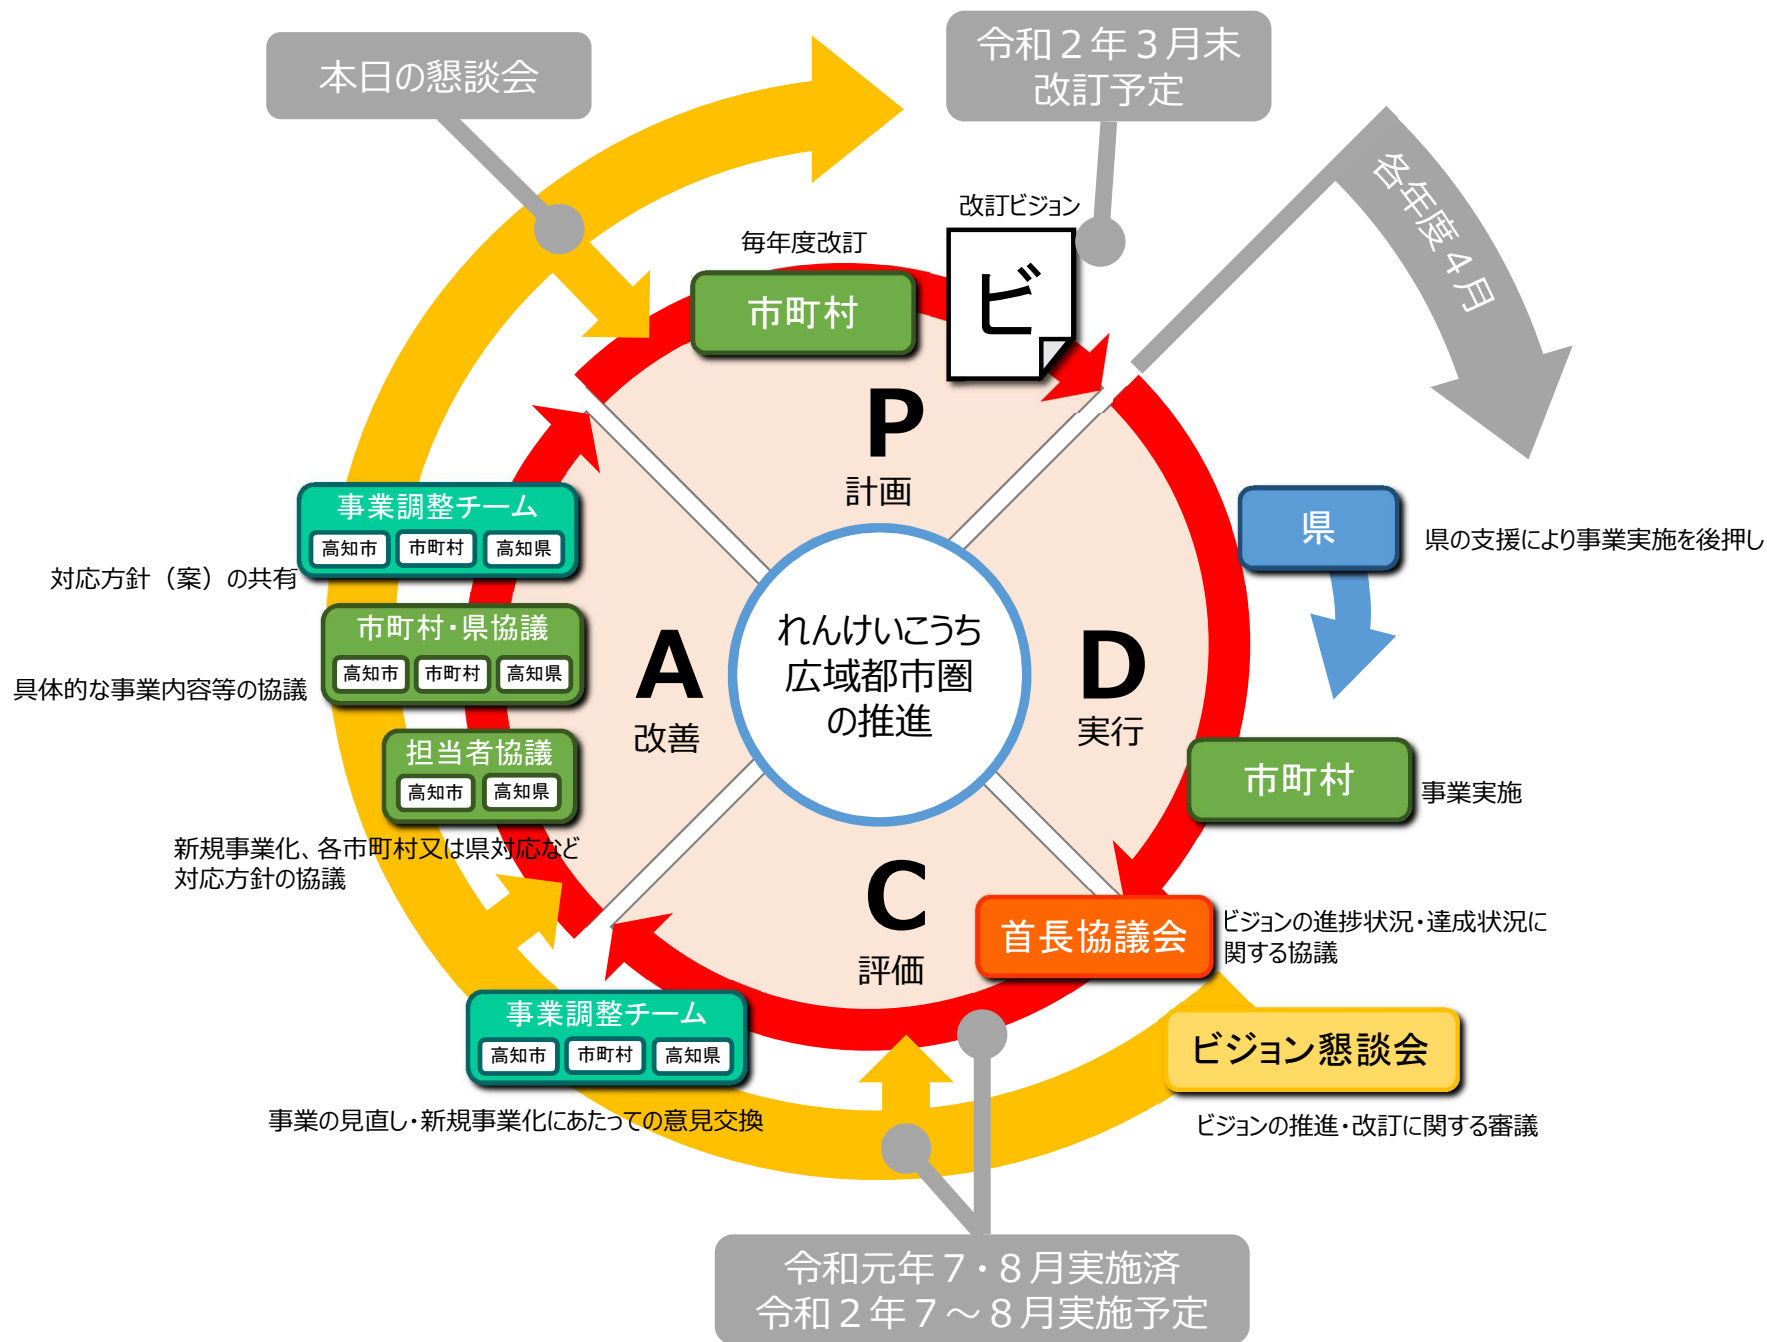 本日の懇談会
令和２年３月末
改訂予定
各年度４月
改訂ビジョン
毎年度改訂
市町村
ビ
P
計画
県
県の支援により事業実施を後押し
事業調整チーム
高知市 市町村 高知県
対応方針（案）の共有
市町村・県協議
高知市 市町村 高知県
具体的な事業内容等の協議
担当者協議
高知市 高知県
新規事業化、各市町村又は県対応など
対応方針の協議
A
改善
れんけいこうち
広域都市圏
の推進
D
実行
市町村
事業実施
C
評価
首長協議会
ビジョンの進捗状況・達成状況に
関する協議
事業調整チーム
高知市 市町村 高知県
事業の見直し・新規事業化にあたっての意見交換
ビジョン懇談会
ビジョンの推進・改訂に関する審議
令和元年７・８月実施済
令和２年７～８月実施予定